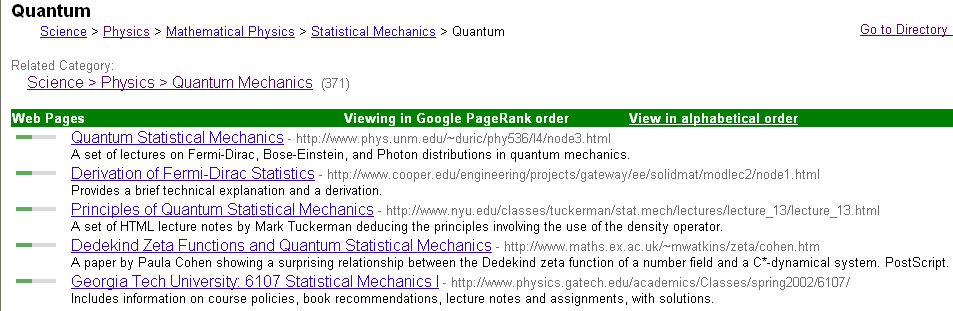 Quantum
Science > Physics > Mathematical Physics > Statistical Mechanics > Quantum Go to Directory
Related Category:
Science > Physics > Quantum Mechanics (371)
Web Pages Viewing in Google PageRank order View in alphabetical order
Quantum Statistical Mechanics - http://www.phys.unm.edu/~duric/phy536/l4/node3.html
A set of lectures on Fermi-Dirac, Bose-Einstein, and Photon distributions in quantum mechanics.
Derivation of Fermi-Dirac Statistics - http://www.cooper.edu/engineering/projects/gateway/ee/solidmat/modlec2/node1.html
Provides a brief technical explanation and a derivation.
Principles of Quantum Statistical Mechanics - http://www.nyu.edu/classes/tuckerman/stat.mech/lectures/lecture_13/lecture_13.html
A set of HTML lecture notes by Mark Tuckerman deducing the principles involving the use of the density operator.
Dedekind Zeta Functions and Quantum Statistical Mechanics - http://www.maths.ex.ac.uk/~mwatkins/zeta/cohen.htm
A paper by Paula Cohen showing a surprising relationship between the Dedekind zeta function of a number field and a C*-dynamical system. PostScript.
Georgia Tech University: 6107 Statistical Mechanics I - http://www.physics.gatech.edu/academics/Classes/spring2002/6107/
Includes information on course policies, book recommendations, lecture notes and assignments, with solutions.